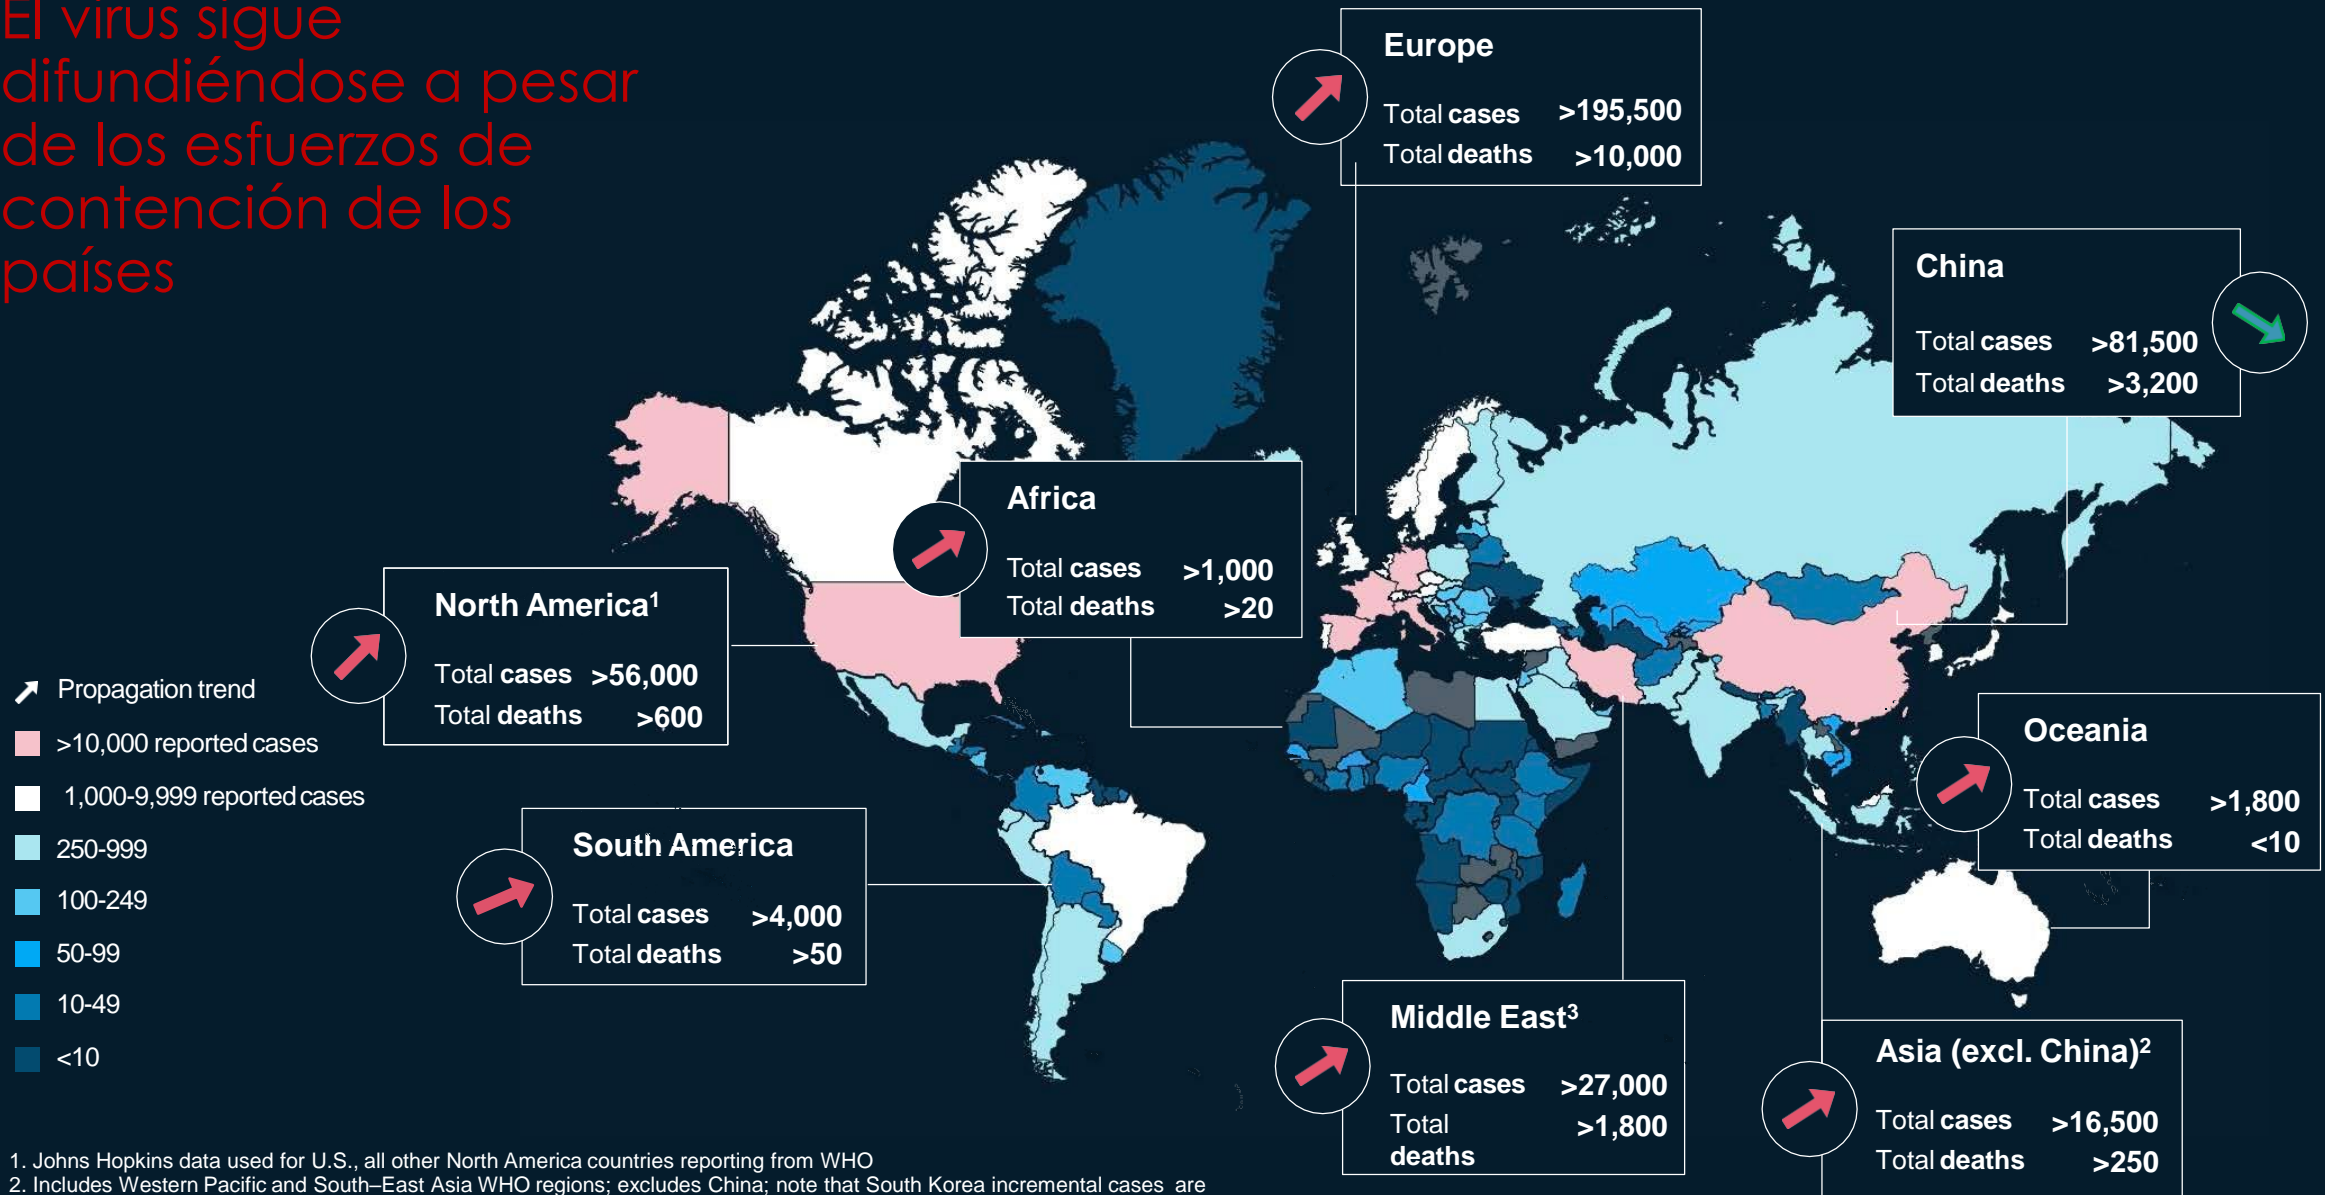 El virus sigue
difundiéndose a pesar
de los esfuerzos de
contención de los
países
Europe
Total cases >195,500
Total deaths >10,000
China
Total cases >81,500
Total deaths >3,200
Africa
Total cases >1,000
Total deaths >20
North America¹
Total cases >56,000
Total deaths >600
Propagation trend
>10,000 reported cases
1,000-9,999 reported cases
250-999
100-249
50-99
10-49
<10
South America
Total cases >4,000
Total deaths >50
Oceania
Total cases >1,800
Total deaths <10
Middle East³
Total cases >27,000
Total >1,800
deaths
Asia (excl. China)²
Total cases >16,500
Total deaths >250
1. Johns Hopkins data used for U.S., all other North America countries reporting from WHO
2. Includes Western Pacific and South–East Asia WHO regions; excludes China; note that South Korea incremental cases are